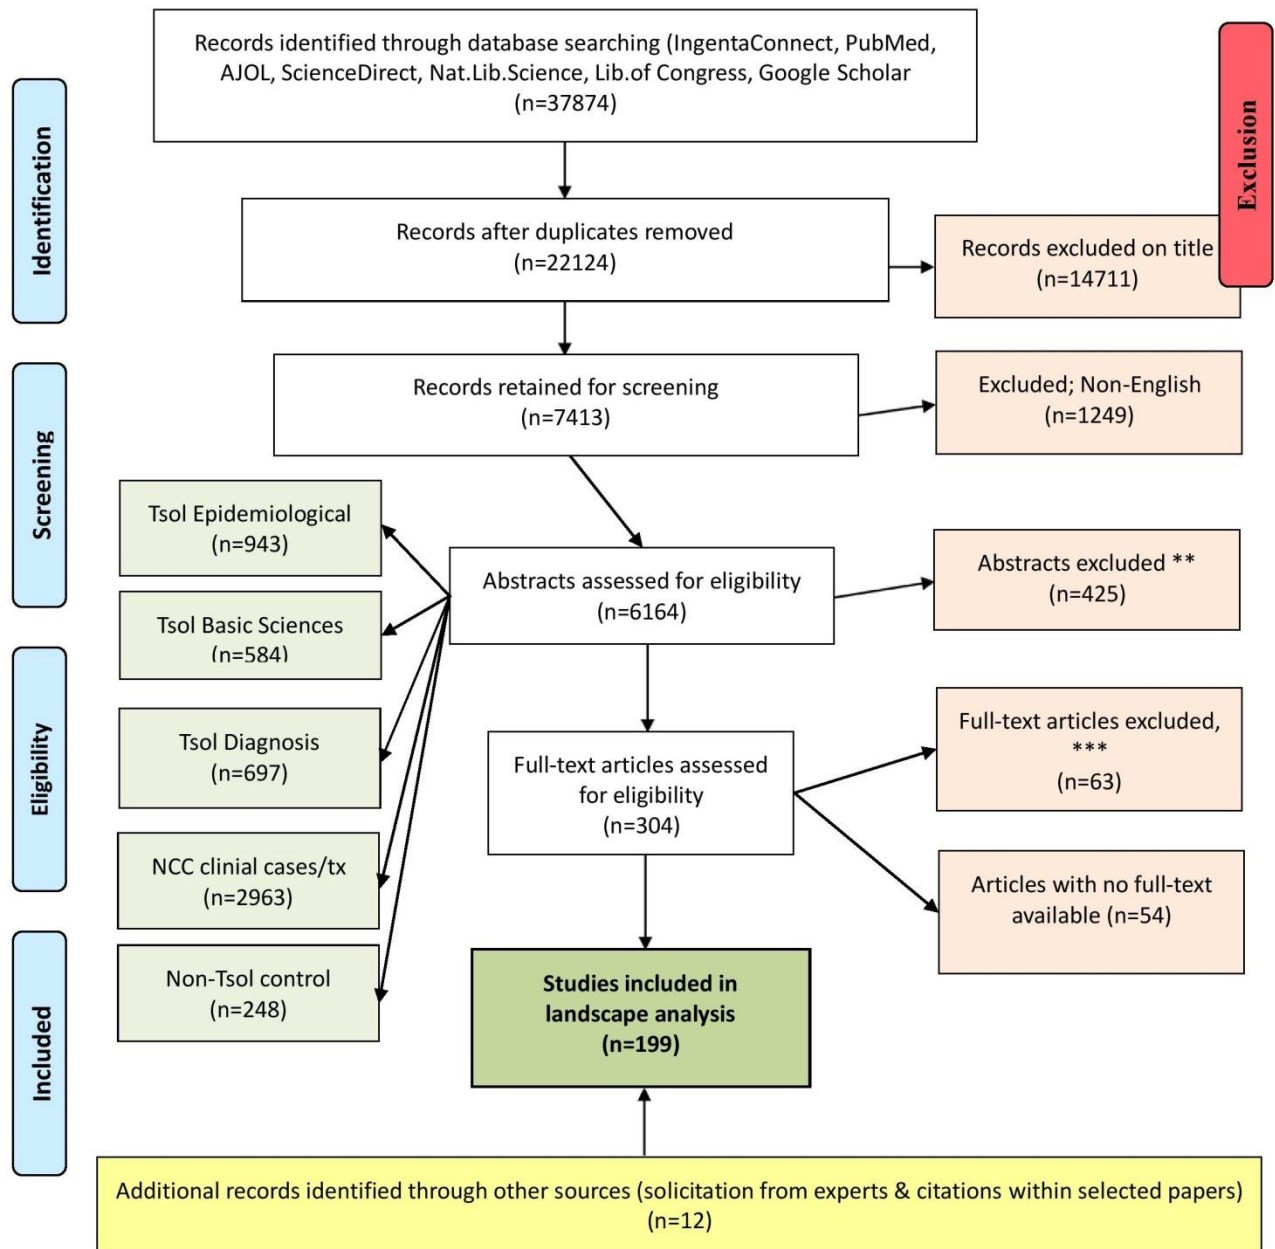 Records identified through database searching (IngentaConnect, PubMed,
AJOL, ScienceDirect, Nat.Lib.Science, Lib.of Congress, Google Scholar
(n=37874)
Exclusion
Identification
Records after duplicates removed
(n=22124)
Records excluded on title
(n=14711)
Records retained for screening
(n=7413)
Excluded; Non-English
(n=1249)
Screening
Tsol Epidemiological
(n=943)
Abstracts assessed for eligibility
(n=6164)
Abstracts excluded **
(n=425)
Tsol Basic Sciences
(n=584)
Eligibility
Tsol Diagnosis
(n=697)
Full-text articles assessed
for eligibility
(n=304)
Full-text articles excluded,
***
(n=63)
NCC clinial cases/tx
(n=2963)
Articles with no full-text
available (n=54)
Included
Non-Tsol control
(n=248)
Studies included in
landscape analysis
(n=199)
Additional records identified through other sources (solicitation from experts & citations within selected papers)
(n=12)